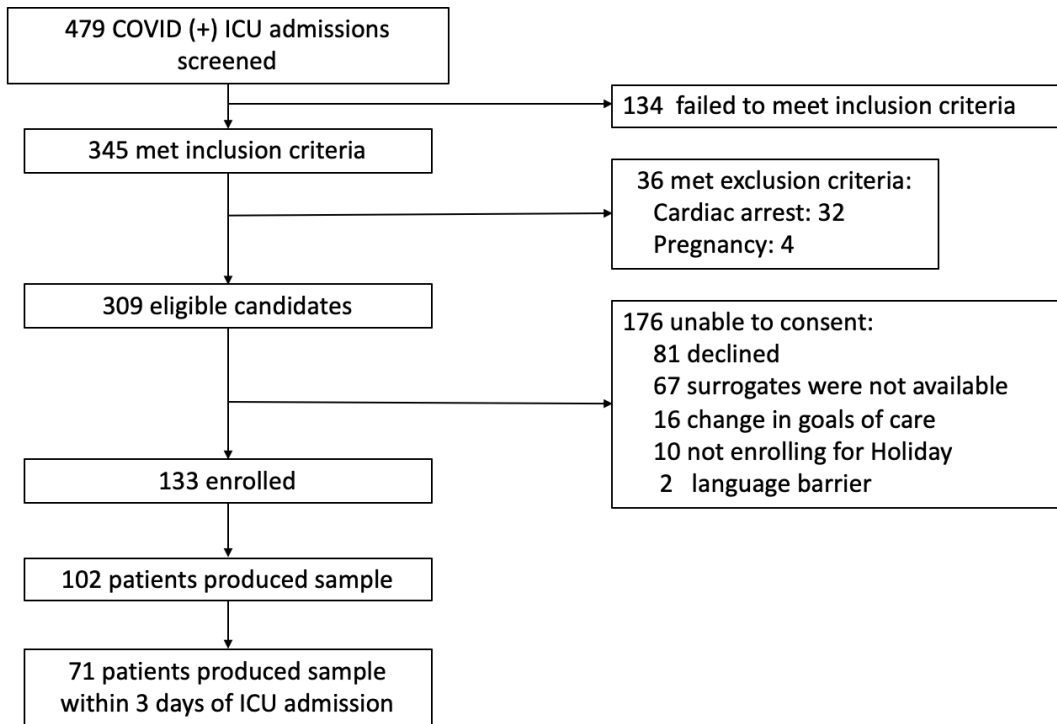 479 COVID (+) ICU admissions
screened
134 failed to meet inclusion criteria
345 met inclusion criteria
36 met exclusion criteria:
Cardiac arrest: 32
Pregnancy: 4
309 eligible candidates
176 unable to consent:
81 declined
67 surrogates were not available
16 change in goals of care
10 not enrolling for Holiday
2 language barrier
133 enrolled
102 patients produced sample
71 patients produced sample
within 3 days of ICU admission